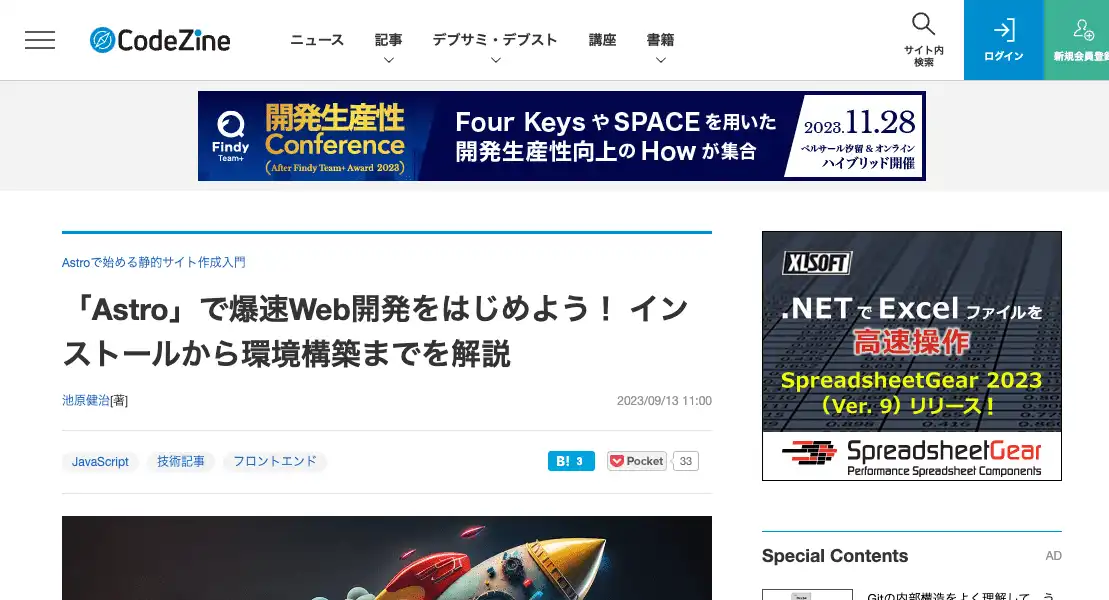 CodeZine
ニュース
記事
デブサミ・デブスト
講座
書籍
サイト内
検索
ログイン
新規会員登録
Findy
Team+
開発生産性
Conference
(After Findy Team+ Award 2023)
Four Keys や SPACE を用いた
開発生産性向上の How が集合
2023.11.28
ベルサール汐留 & オンライン
ハイブリッド開催
Astroで始める静的サイト作成入門
「Astro」で爆速Web開発をはじめよう！ イン
ストールから環境構築までを解説
池原健治[著]
2023/09/13 11:00
JavaScript
技術記事
フロントエンド
B! 3
Pocket
33
XLSOFT
.NET で Excel ファイルを
高速操作
SpreadsheetGear 2023
（Ver. 9）リリース！
SpreadsheetGear
Performance Spreadsheet Components
Special Contents
AD
Gitの内部構造をよく理解して、う